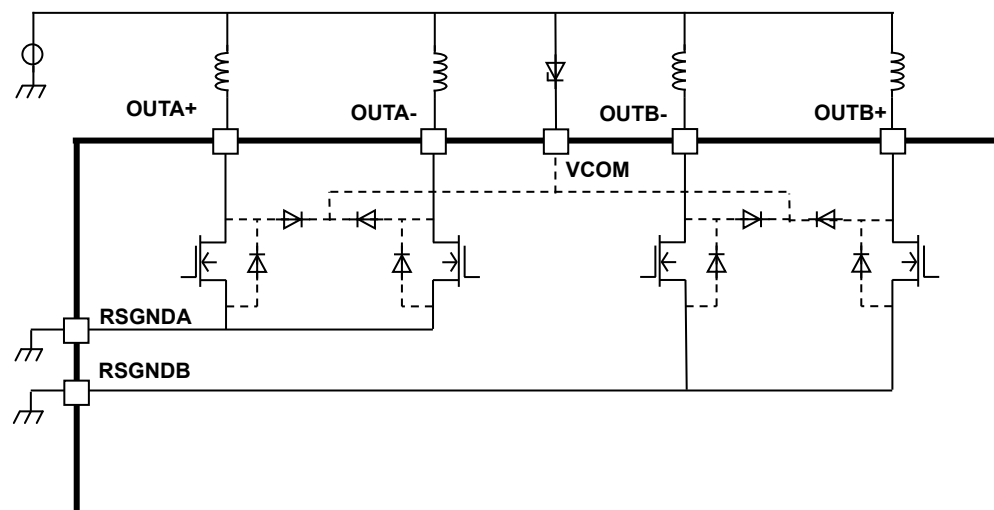 OUTA+
OUTA-
OUTB-
OUTB+
VCOM
RSGNDA
RSGNDB